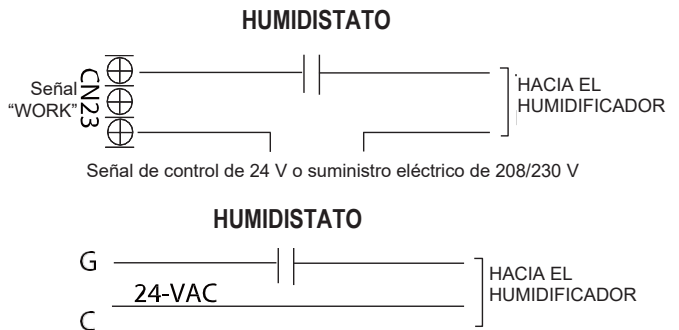 HUMIDISTATO
Señal
“WORK”
CN23
HACIA EL
HUMIDIFICADOR
Señal de control de 24 V o suministro eléctrico de 208/230 V
HUMIDISTATO
G
24-VAC
C
HACIA EL
HUMIDIFICADOR